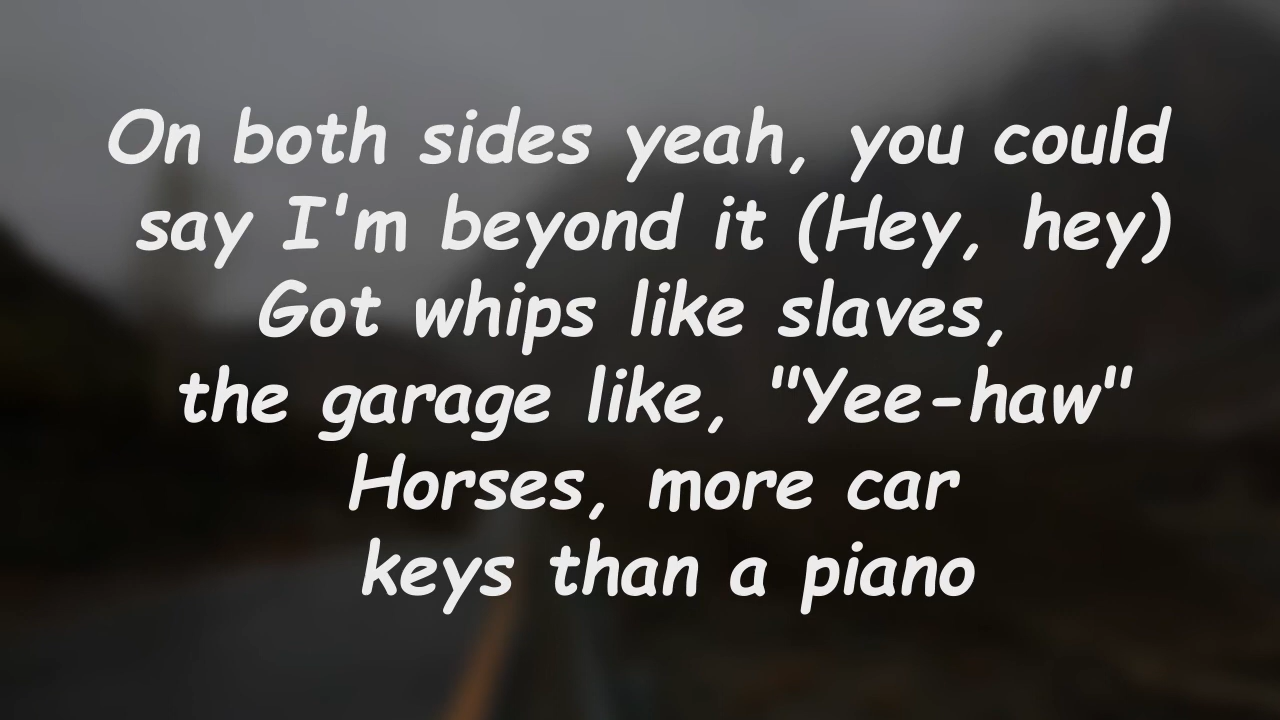 On both sides yeah, you could
say I'm beyond it (Hey, hey)
Got whips like slaves,
the garage like, "Yee-haw"
Horses, more car
keys than a piano